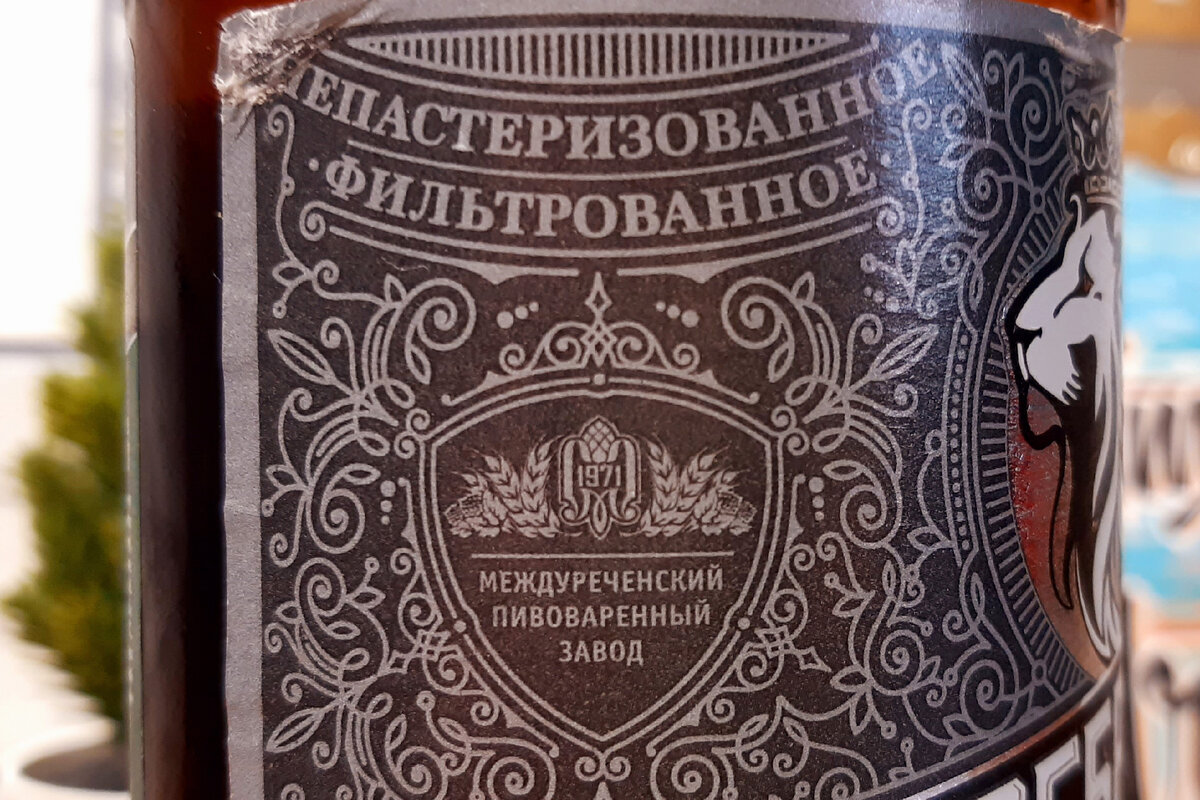 НЕПАСТЕРИЗОВАННОЕ
· ФИЛЬТРОВАННОЕ ·
1971
МЕЖДУРЕЧЕНСКИЙ
ПИВОВАРЕННЫЙ
ЗАВОД